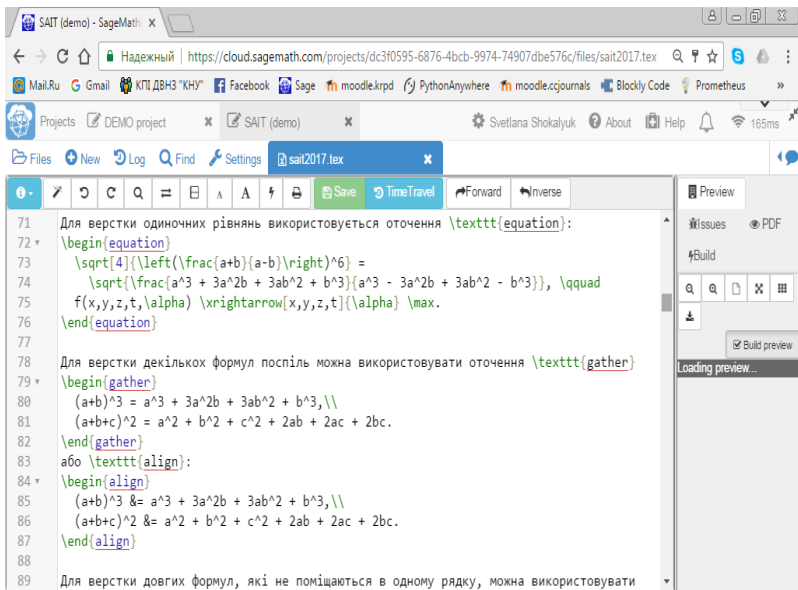 SAIT (demo) - SageMath
Надежный | https://cloud.sagemath.com/projects/dc3f0595-6876-4bcb-9974-74907dbe576c/files/sait2017.tex
Mail.Ru Gmail КПІ ДВНЗ "КНУ" Facebook Sage moodle.krpd PythonAnywhere moodle.ccjournals Blockly Code Prometheus »
Projects DEMO project SAIT (demo) Svetlana Shokalyuk About Help 165ms
Files New Log Find Settings sait2017.tex
A A Save TimeTravel Forward Inverse Preview
71 Для верстки одиночних рівнянь використовується оточення \texttt{equation}:
72 \begin{equation}
73 \sqrt[4]{\left(\frac{a+b}{a-b}\right)^6} =
74 \sqrt{\frac{a^3 + 3a^2b + 3ab^2 + b^3}{a^3 - 3a^2b + 3ab^2 - b^3}}, \qquad
75 f(x,y,z,t,\alpha) \xrightarrow[x,y,z,t]{\alpha} \max.
76 \end{equation}
77
78 Для верстки декількох формул поспіль можна використовувати оточення \texttt{gather}
79 \begin{gather}
80 (a+b)^3 = a^3 + 3a^2b + 3ab^2 + b^3,\\
81 (a+b+c)^2 = a^2 + b^2 + c^2 + 2ab + 2ac + 2bc.
82 \end{gather}
83 або \texttt{align}:
84 \begin{align}
85 (a+b)^3 &= a^3 + 3a^2b + 3ab^2 + b^3,\\
86 (a+b+c)^2 &= a^2 + b^2 + c^2 + 2ab + 2ac + 2bc.
87 \end{align}
88
89 Для верстки довгих формул, які не поміщаються в одному рядку, можна використовувати
Issues PDF
Build
Build preview
Loading preview...